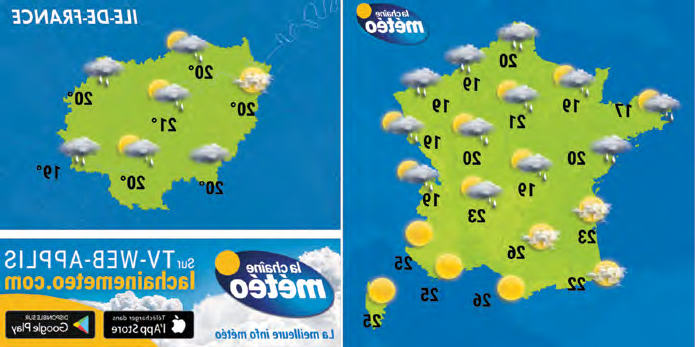 ILE-DE-FRANCE
20°
20°
20°
20°
21°
19°
20°
20°
la chaîne
météo
20
19
19
19
17
21
19
20
20
19
19
23
23
26
25
25
26
22
25
Sur TV-WEB-APPLIS
lachainemeteo.com
la chaîne
météo
La meilleure info météo
Télécharger dans
l'App Store
DISPONIBLE SUR
Google Play